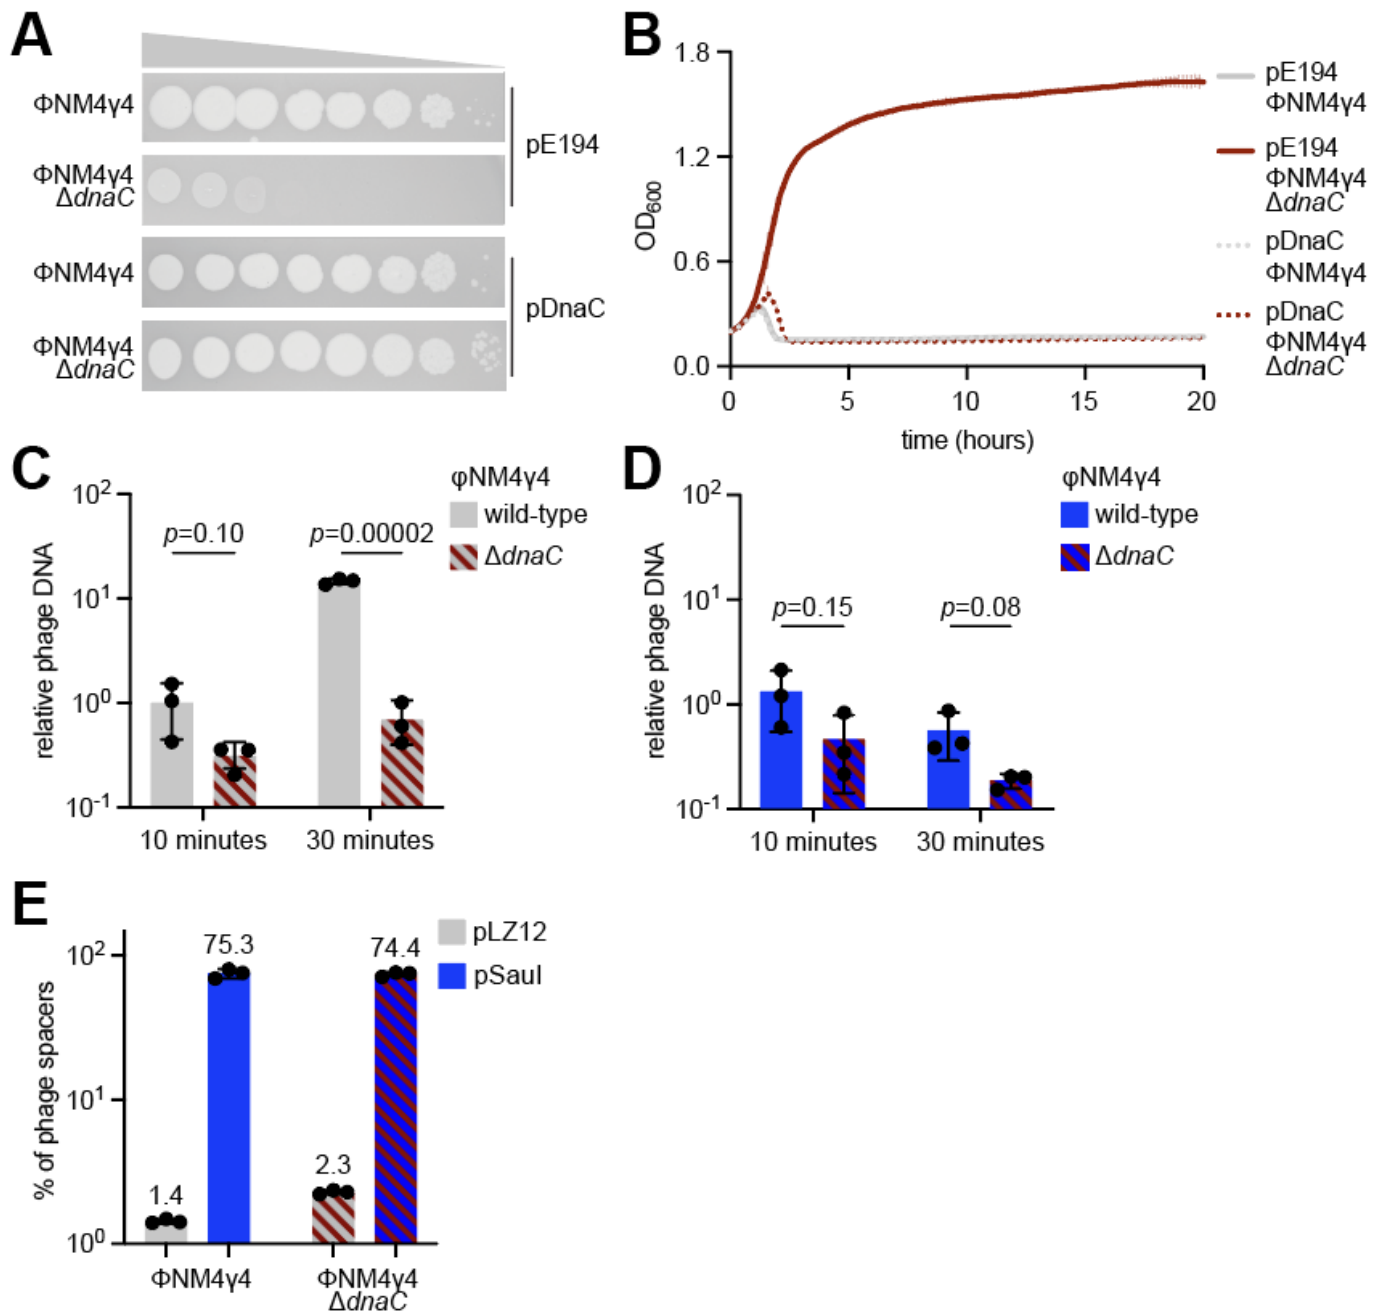 A
ΦNM4γ4
ΦNM4γ4
ΔdnaC
pE194
ΦNM4γ4
ΦNM4γ4
ΔdnaC
pDnaC
B
1.8
1.2
0.6
0.0
OD600
0
5
10
15
20
time (hours)
pE194
ΦNM4γ4
pE194
ΦNM4γ4
ΔdnaC
pDnaC
ΦNM4γ4
pDnaC
ΦNM4γ4
ΔdnaC
C
10²
10¹
10⁰
10⁻¹
relative phage DNA
p=0.10
p=0.00002
10 minutes
30 minutes
φNM4γ4
wild-type
ΔdnaC
D
10²
10¹
10⁰
10⁻¹
relative phage DNA
p=0.15
p=0.08
10 minutes
30 minutes
φNM4γ4
wild-type
ΔdnaC
E
10²
10¹
10⁰
% of phage spacers
1.4
75.3
2.3
74.4
ΦNM4γ4
ΦNM4γ4
ΔdnaC
pLZ12
pSauI